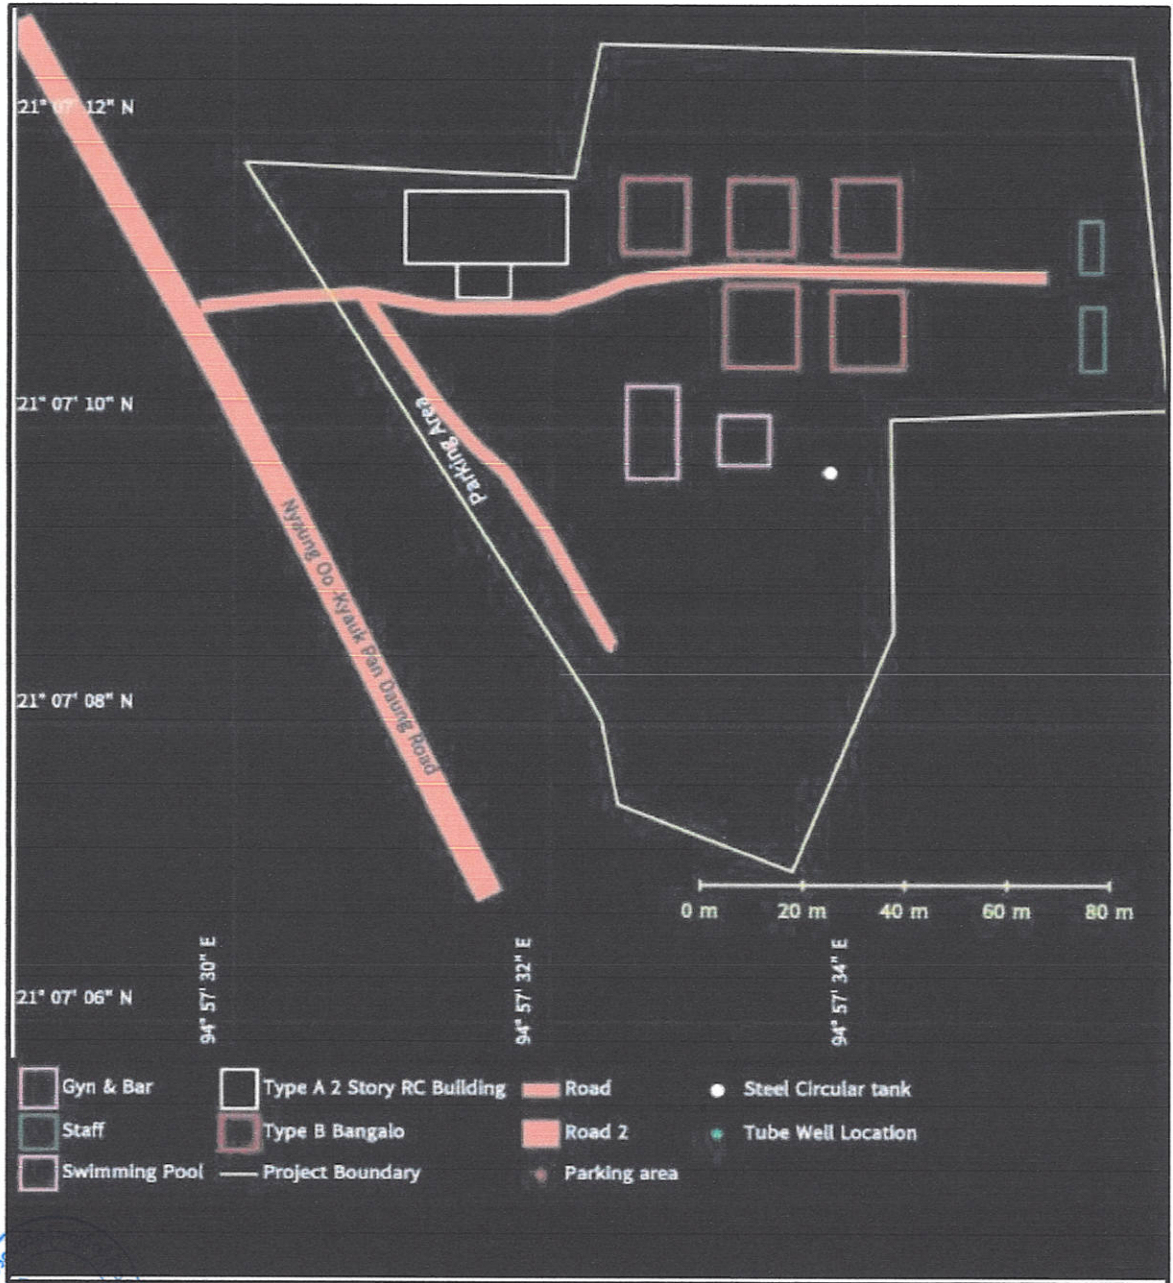 21° 07' 12" N
21° 07' 10" N
Parking Area
Nyaung Oo -Kyauk Pan Daung Road
21° 07' 08" N
0 m 20 m 40 m 60 m 80 m
94° 57' 30" E 94° 57' 32" E 94° 57' 34" E
21° 07' 06" N
Gyn & Bar Type A 2 Story RC Building Road Steel Circular tank
Staff Type B Bangalo Road 2 Tube Well Location
Swimming Pool Project Boundary Parking area